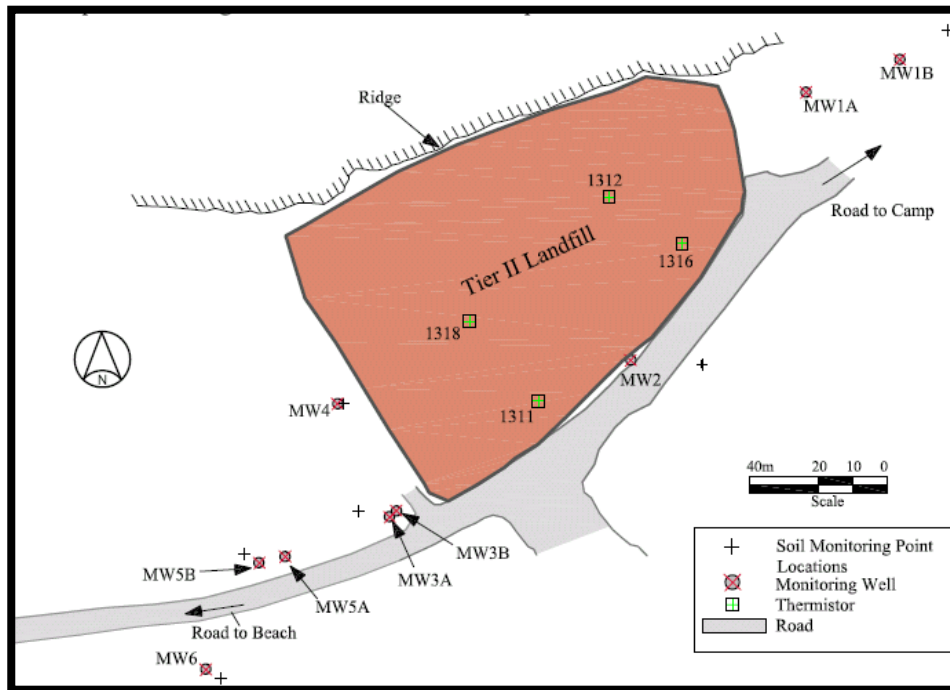 MW1B
MW1A
Ridge
1312
Road to Camp
1316
Tier II Landfill
1318
N
MW2
MW4
1311
40m 20 10 0
Scale
MW3B
MW5B
MW3A
MW5A
Road to Beach
MW6
Soil Monitoring Point
Locations
Monitoring Well
Thermistor
Road